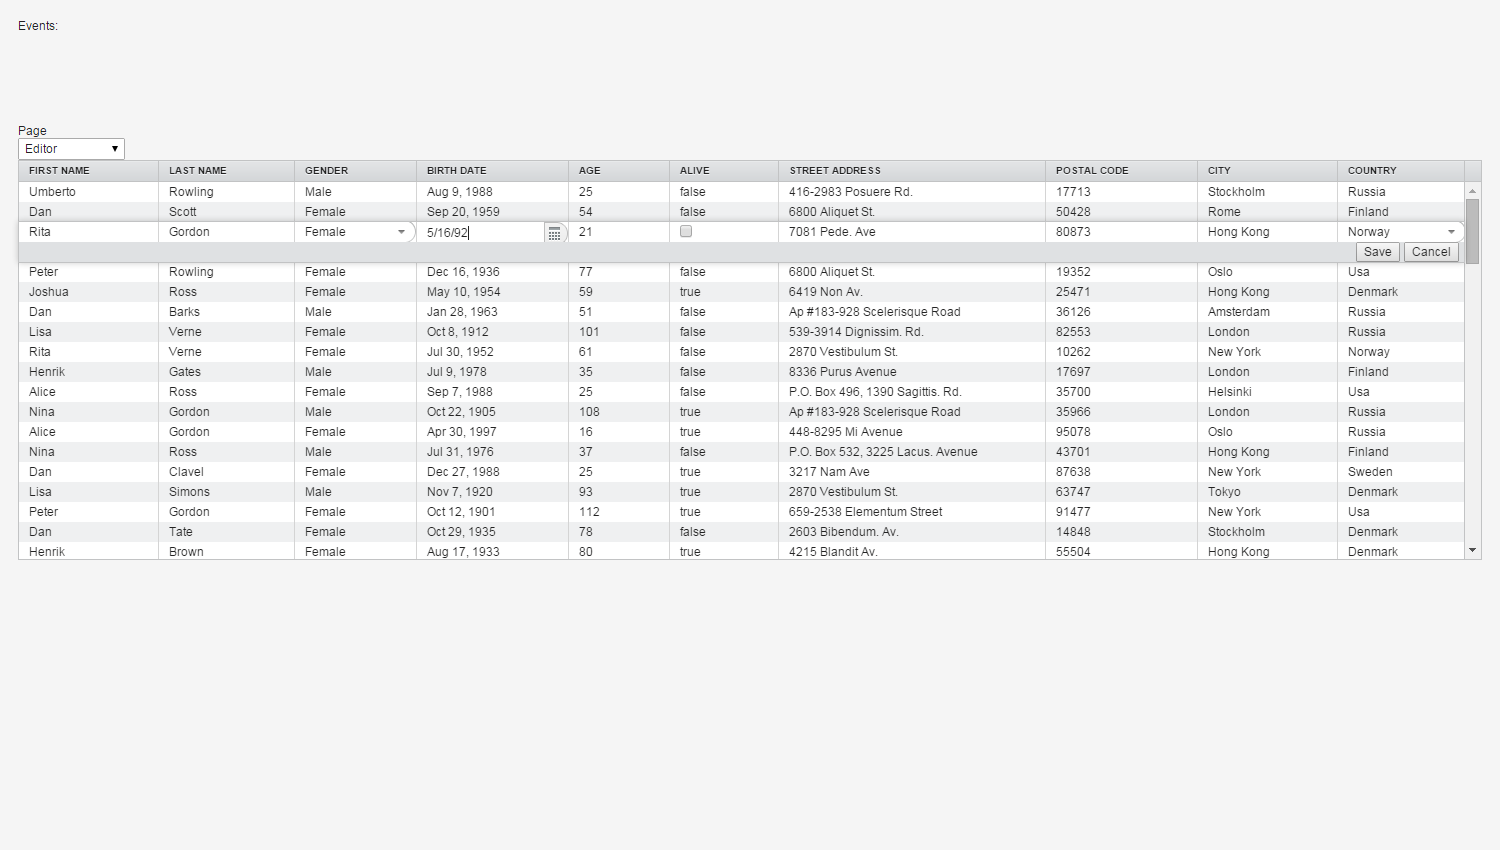 Events:
Page
Editor
FIRST NAME LAST NAME GENDER BIRTH DATE AGE ALIVE STREET ADDRESS POSTAL CODE CITY COUNTRY
Umberto Rowling Male Aug 9, 1988 25 false 416-2983 Posuere Rd. 17713 Stockholm Russia
Dan Scott Female Sep 20, 1959 54 false 6800 Aliquet St. 50428 Rome Finland
Rita Gordon Female 5/16/92 21 7081 Pede. Ave 80873 Hong Kong Norway
Save Cancel
Peter Rowling Female Dec 16, 1936 77 false 6800 Aliquet St. 19352 Oslo Usa
Joshua Ross Female May 10, 1954 59 true 6419 Non Av. 25471 Hong Kong Denmark
Dan Barks Male Jan 28, 1963 51 false Ap #183-928 Scelerisque Road 36126 Amsterdam Russia
Lisa Verne Female Oct 8, 1912 101 false 539-3914 Dignissim. Rd. 82553 London Russia
Rita Verne Female Jul 30, 1952 61 false 2870 Vestibulum St. 10262 New York Norway
Henrik Gates Male Jul 9, 1978 35 false 8336 Purus Avenue 17697 London Finland
Alice Ross Female Sep 7, 1988 25 false P.O. Box 496, 1390 Sagittis. Rd. 35700 Helsinki Usa
Nina Gordon Male Oct 22, 1905 108 true Ap #183-928 Scelerisque Road 35966 London Russia
Alice Gordon Female Apr 30, 1997 16 true 448-8295 Mi Avenue 95078 Oslo Russia
Nina Ross Male Jul 31, 1976 37 false P.O. Box 532, 3225 Lacus. Avenue 43701 Hong Kong Finland
Dan Clavel Female Dec 27, 1988 25 true 3217 Nam Ave 87638 New York Sweden
Lisa Simons Male Nov 7, 1920 93 true 2870 Vestibulum St. 63747 Tokyo Denmark
Peter Gordon Female Oct 12, 1901 112 true 659-2538 Elementum Street 91477 New York Usa
Dan Tate Female Oct 29, 1935 78 false 2603 Bibendum. Av. 14848 Stockholm Denmark
Henrik Brown Female Aug 17, 1933 80 true 4215 Blandit Av. 55504 Hong Kong Denmark